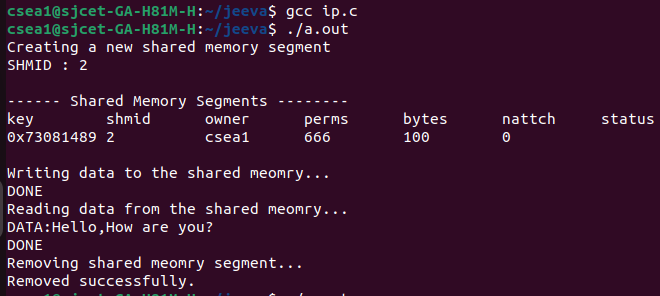 csea1@sjcet-GA-H81M-H:~/jeeva$ gcc ip.c
csea1@sjcet-GA-H81M-H:~/jeeva$ ./a.out
Creating a new shared memory segment
SHMID : 2
------ Shared Memory Segments --------
key shmid owner perms bytes nattch status
0x73081489 2 csea1 666 100 0
Writing data to the shared meomry...
DONE
Reading data from the shared meomry...
DATA:Hello,How are you?
DONE
Removing shared meomry segment...
Removed successfully.